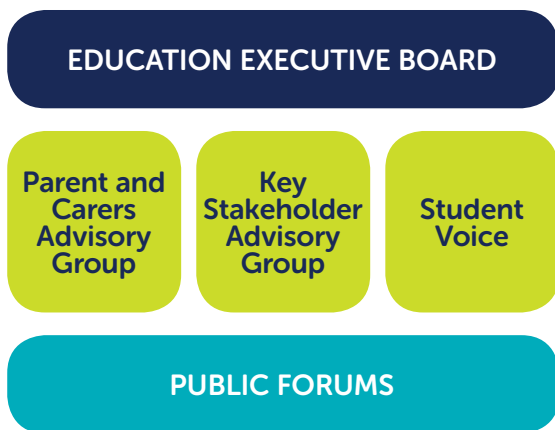 EDUCATION EXECUTIVE BOARD
Parent and
Carers
Advisory
Group
Key
Stakeholder
Advisory
Group
Student
Voice
PUBLIC FORUMS